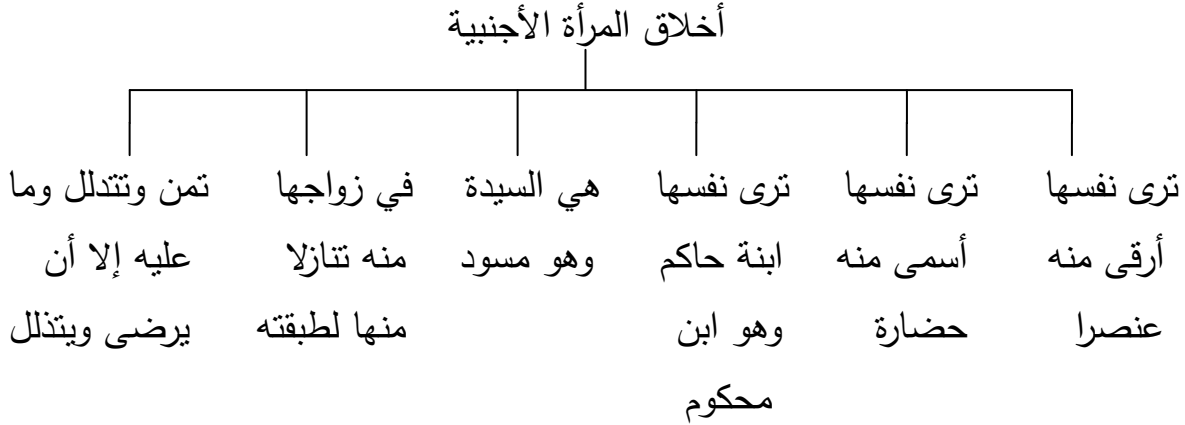 أخلاق المرأة الأجنبية
ترى نفسها
أرقى منه
عنصرا
ترى نفسها
أسمى منه
حضارة
ترى نفسها
ابنة حاكم
وهو ابن
محكوم
هي السيدة
وهو مسود
في زواجها
منه تنازلا
منها لطبقته
تمن وتتدلل وما
عليه إلا أن
يرضى ويتذلل